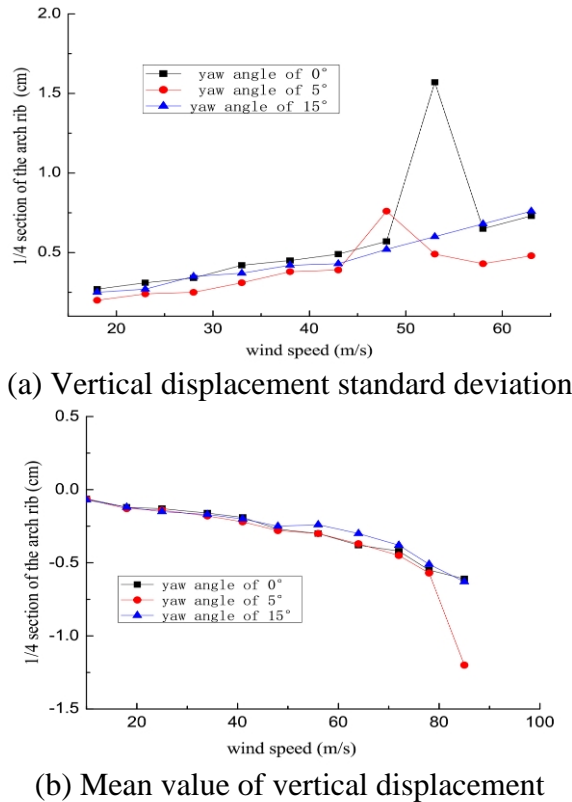 2.0
1.5
1.0
0.5
1/4 section of the arch rib (cm)
yaw angle of 0°
yaw angle of 5°
yaw angle of 15°
20 30 40 50 60
wind speed (m/s)
(a) Vertical displacement standard deviation
0.5
0.0
-0.5
-1.0
-1.5
1/4 section of the arch rib (cm)
yaw angle of 0°
yaw angle of 5°
yaw angle of 15°
20 40 60 80 100
wind speed (m/s)
(b) Mean value of vertical displacement